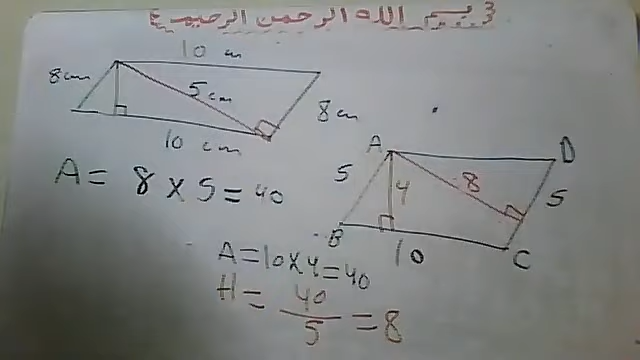 بسم الله الرحمن الرحيم
10 m
8cm
5cm
8cm
10 cm
A = 8 × 5 = 40
A
D
5
4
8
5
B
10
C
A=10×4=40
H = 40/5 = 8